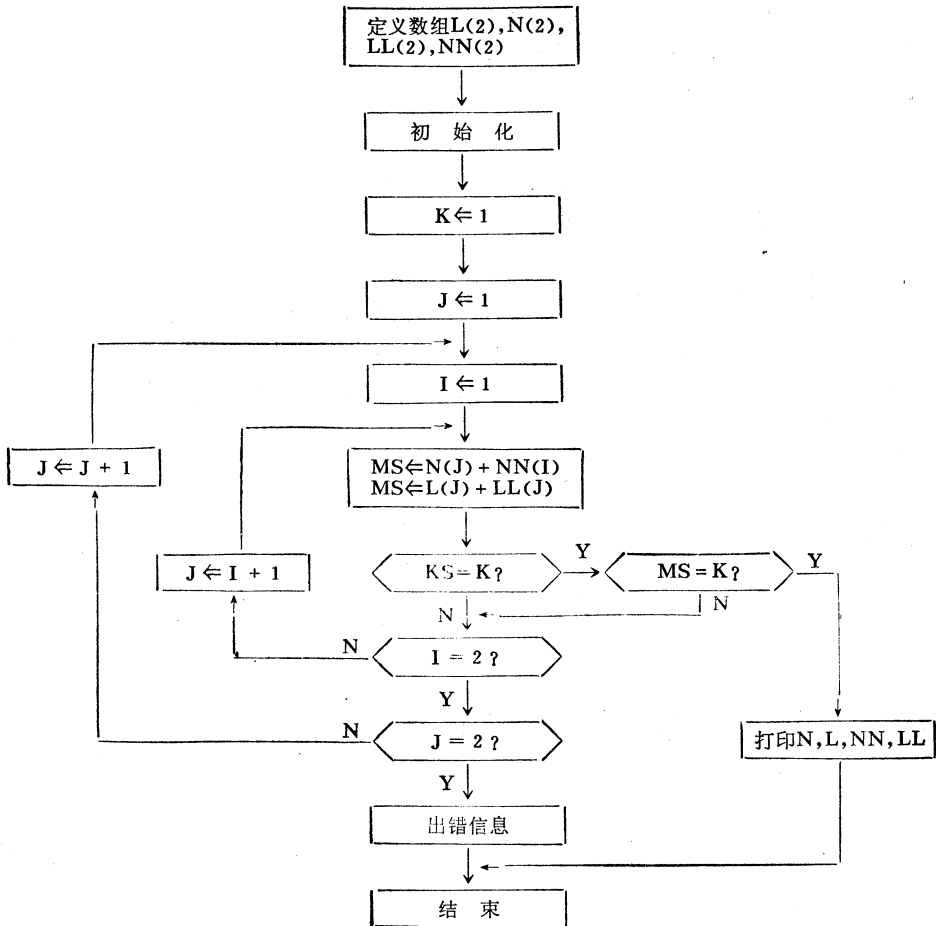 定义数组L(2),N(2),
LL(2),NN(2)
初 始 化
K⇐1
J⇐1
I⇐1
J⇐J + 1
MS⇐N(J)+NN(I)
MS⇐L(J)+LL(J)
J⇐I + 1
KS=K?
Y
MS=K?
Y
N
N
I = 2 ?
N
Y
J = 2 ?
N
打印N,L,NN,LL
Y
出错信息
结 束